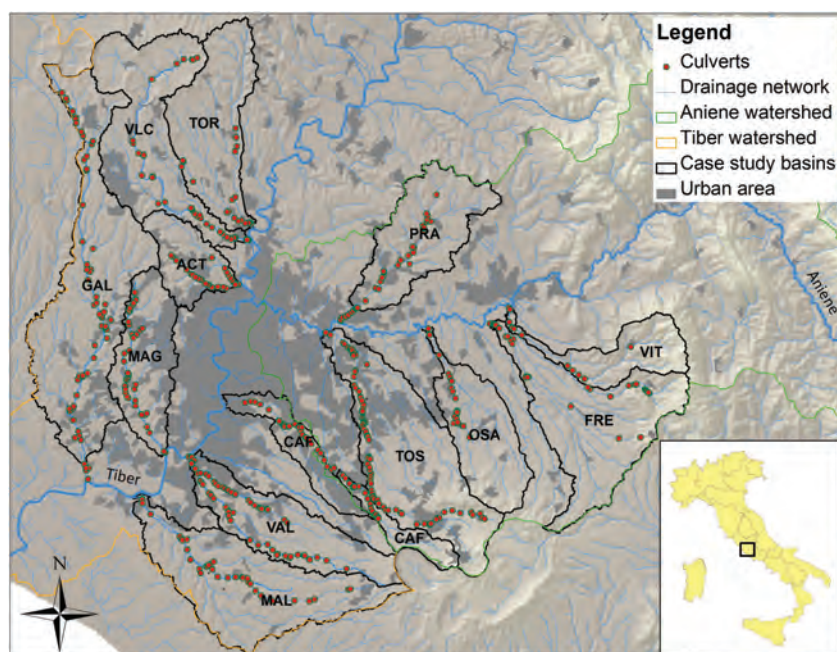 Legend
Culverts
Drainage network
Aniene watershed
Tiber watershed
Case study basins
Urban area
VLC
TOR
PRA
ACT
GAL
Aniene
MAG
VIT
FRE
CAF
OSA
TOS
Tiber
VAL
CAF
N
MAL